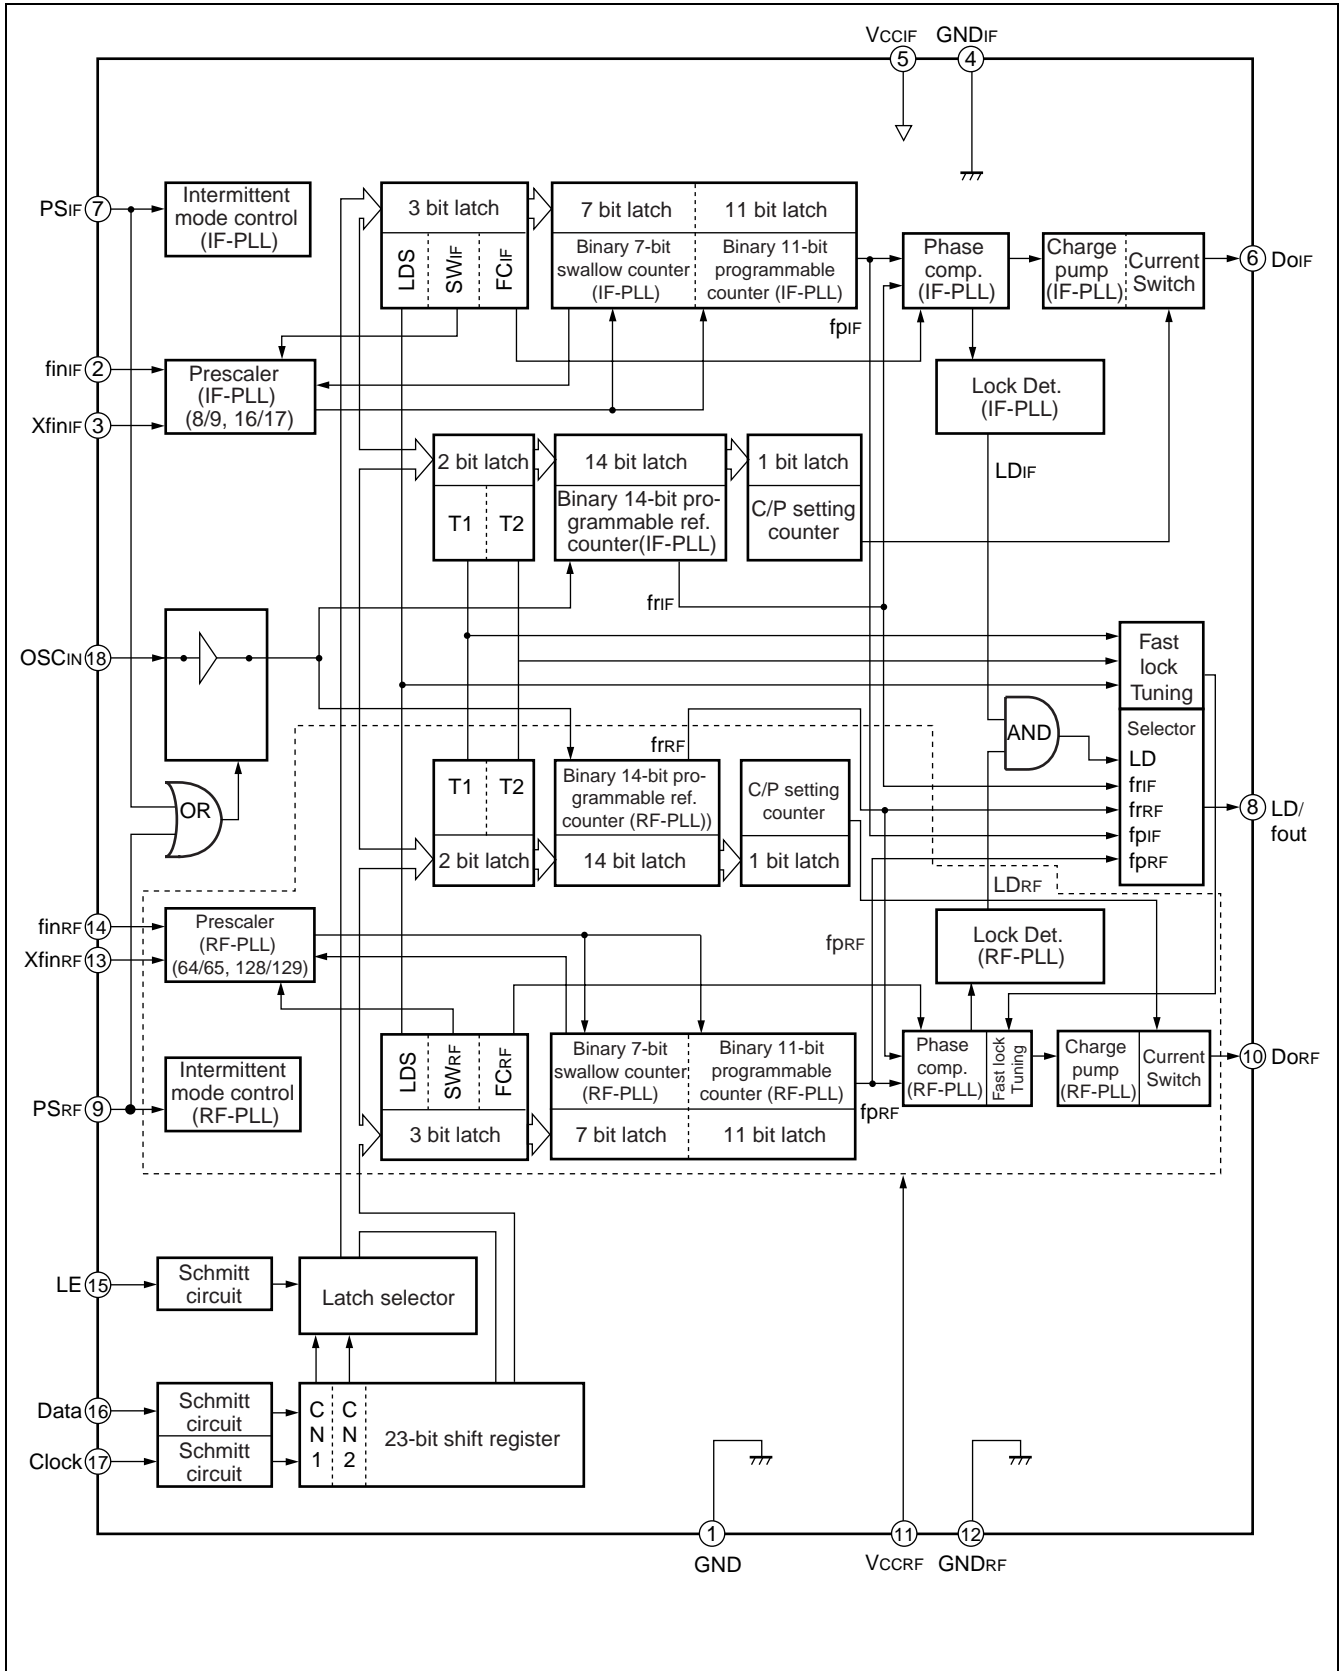 VCCIF GNDIF
5 4
PSIF 7
Intermittent
mode control
(IF-PLL)
3 bit latch
LDS
SWIF
FCIF
7 bit latch
11 bit latch
Binary 7-bit
swallow counter
(IF-PLL)
Binary 11-bit
programmable
counter (IF-PLL)
Phase
comp.
(IF-PLL)
Charge
pump
(IF-PLL)
Current
Switch
6 DoIF
fpIF
finIF 2
XfinIF 3
Prescaler
(IF-PLL)
(8/9, 16/17)
Lock Det.
(IF-PLL)
LDIF
2 bit latch
T1
T2
14 bit latch
Binary 14-bit pro-
grammable ref.
counter(IF-PLL)
1 bit latch
C/P setting
counter
frIF
OSCIN 18
Fast
lock
Tuning
OR
AND
frRF
T1
T2
2 bit latch
Binary 14-bit pro-
grammable ref.
counter (RF-PLL))
14 bit latch
C/P setting
counter
1 bit latch
Selector
LD
frIF
frRF
fpIF
fpRF
8 LD/
fout
LDRF
finRF 14
XfinRF 13
Prescaler
(RF-PLL)
(64/65, 128/129)
fpRF
Lock Det.
(RF-PLL)
PSRF 9
Intermittent
mode control
(RF-PLL)
LDS
SWRF
FCRF
3 bit latch
Binary 7-bit
swallow counter
(RF-PLL)
Binary 11-bit
programmable
counter (RF-PLL)
7 bit latch
11 bit latch
fpRF
Phase
comp.
(RF-PLL)
Fast lock
Tuning
Charge
pump
(RF-PLL)
Current
Switch
10 DoRF
LE 15
Schmitt
circuit
Latch selector
Data 16
Schmitt
circuit
Clock 17
Schmitt
circuit
C
N
1
C
N
2
23-bit shift register
1 11 12
GND VCCRF GNDRF